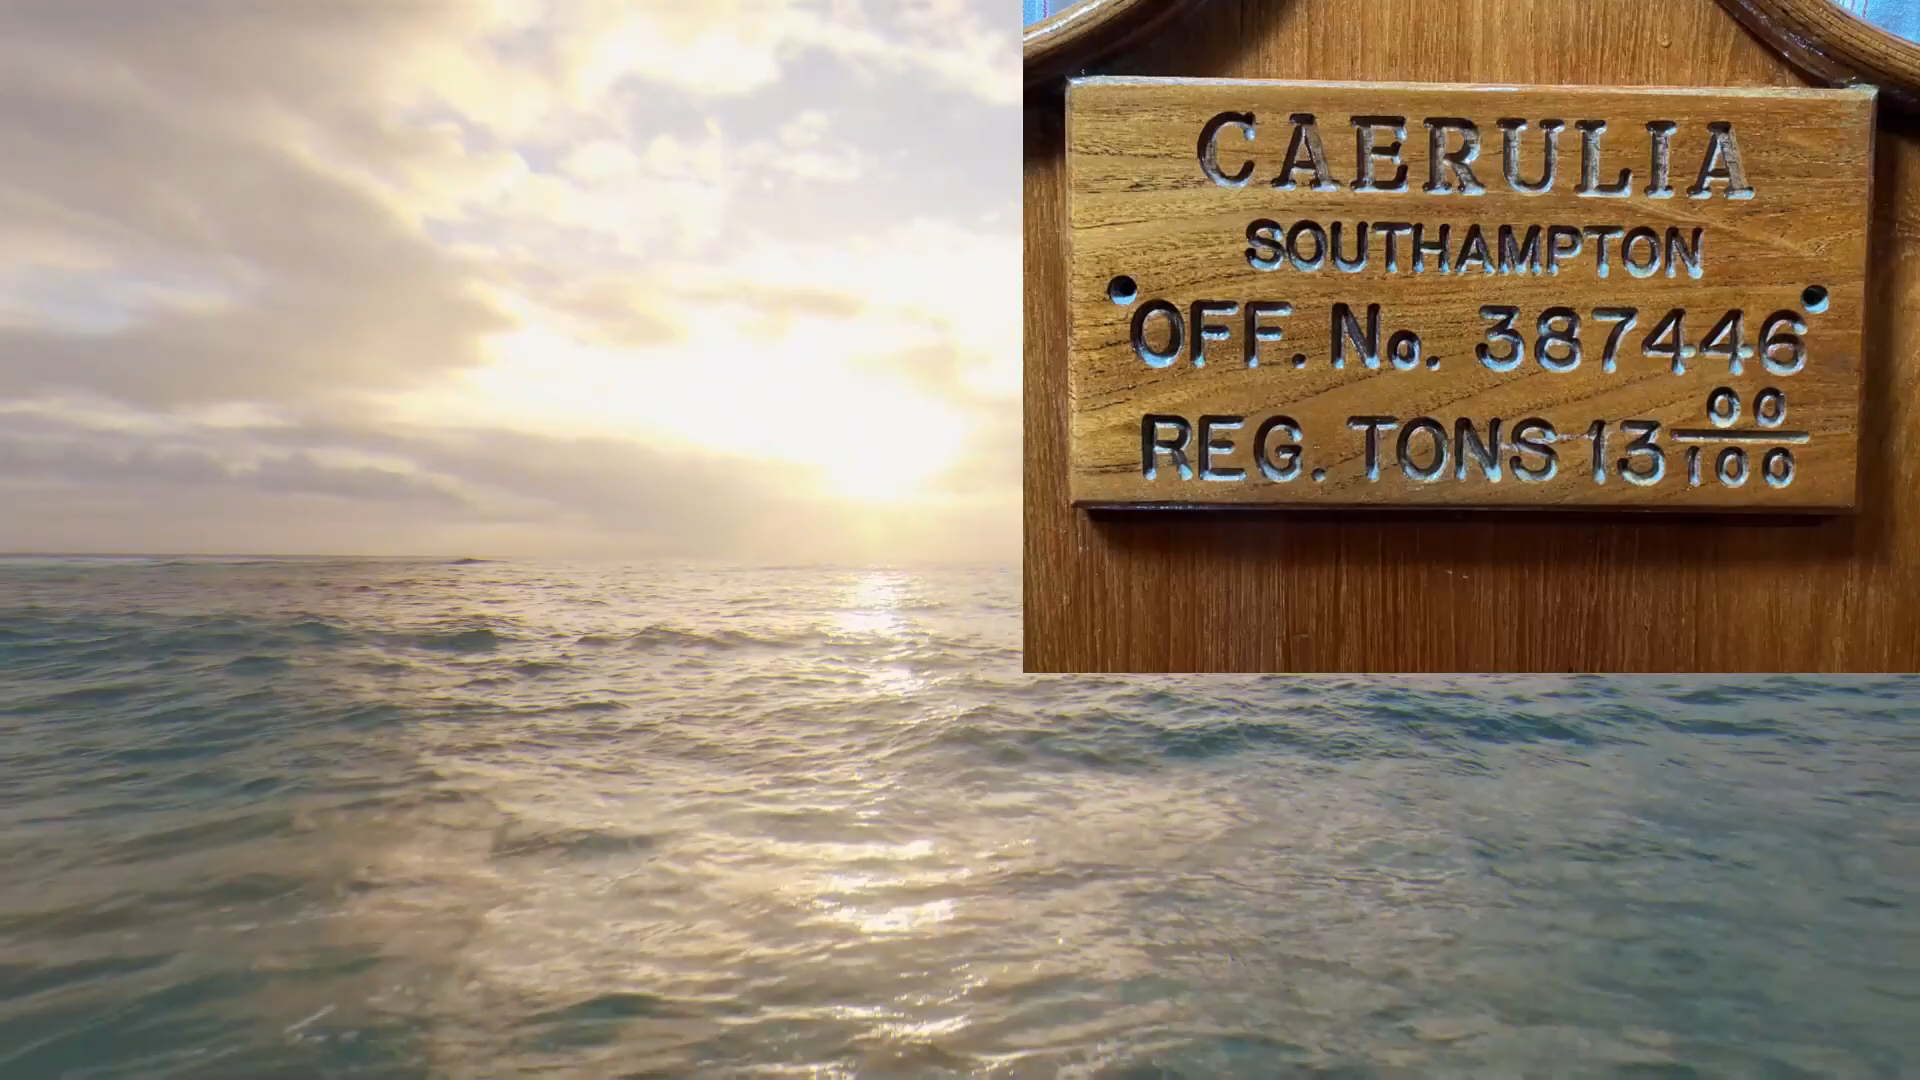 CAERULIA
SOUTHAMPTON
OFF. No. 387446
REG. TONS 13 00/100